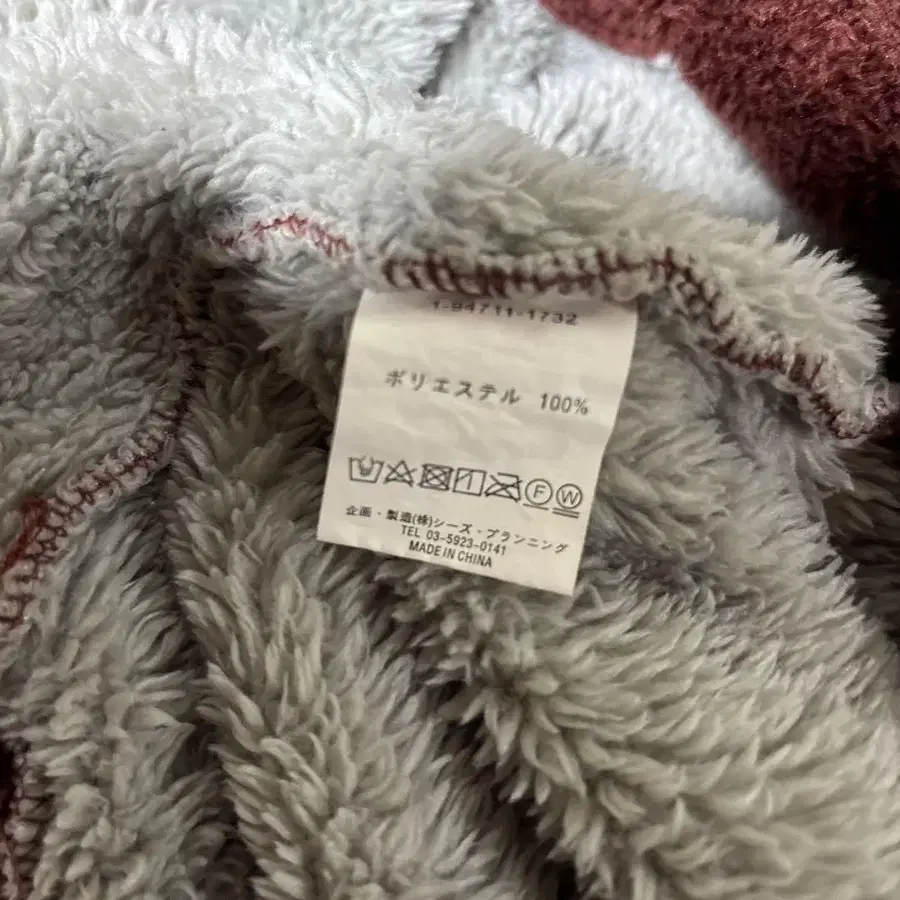 1-94711-1732
ポリエステル 100%
F W
企画・製造(株)シーズ・プランニング
TEL 03-5923-0141
MADE IN CHINA